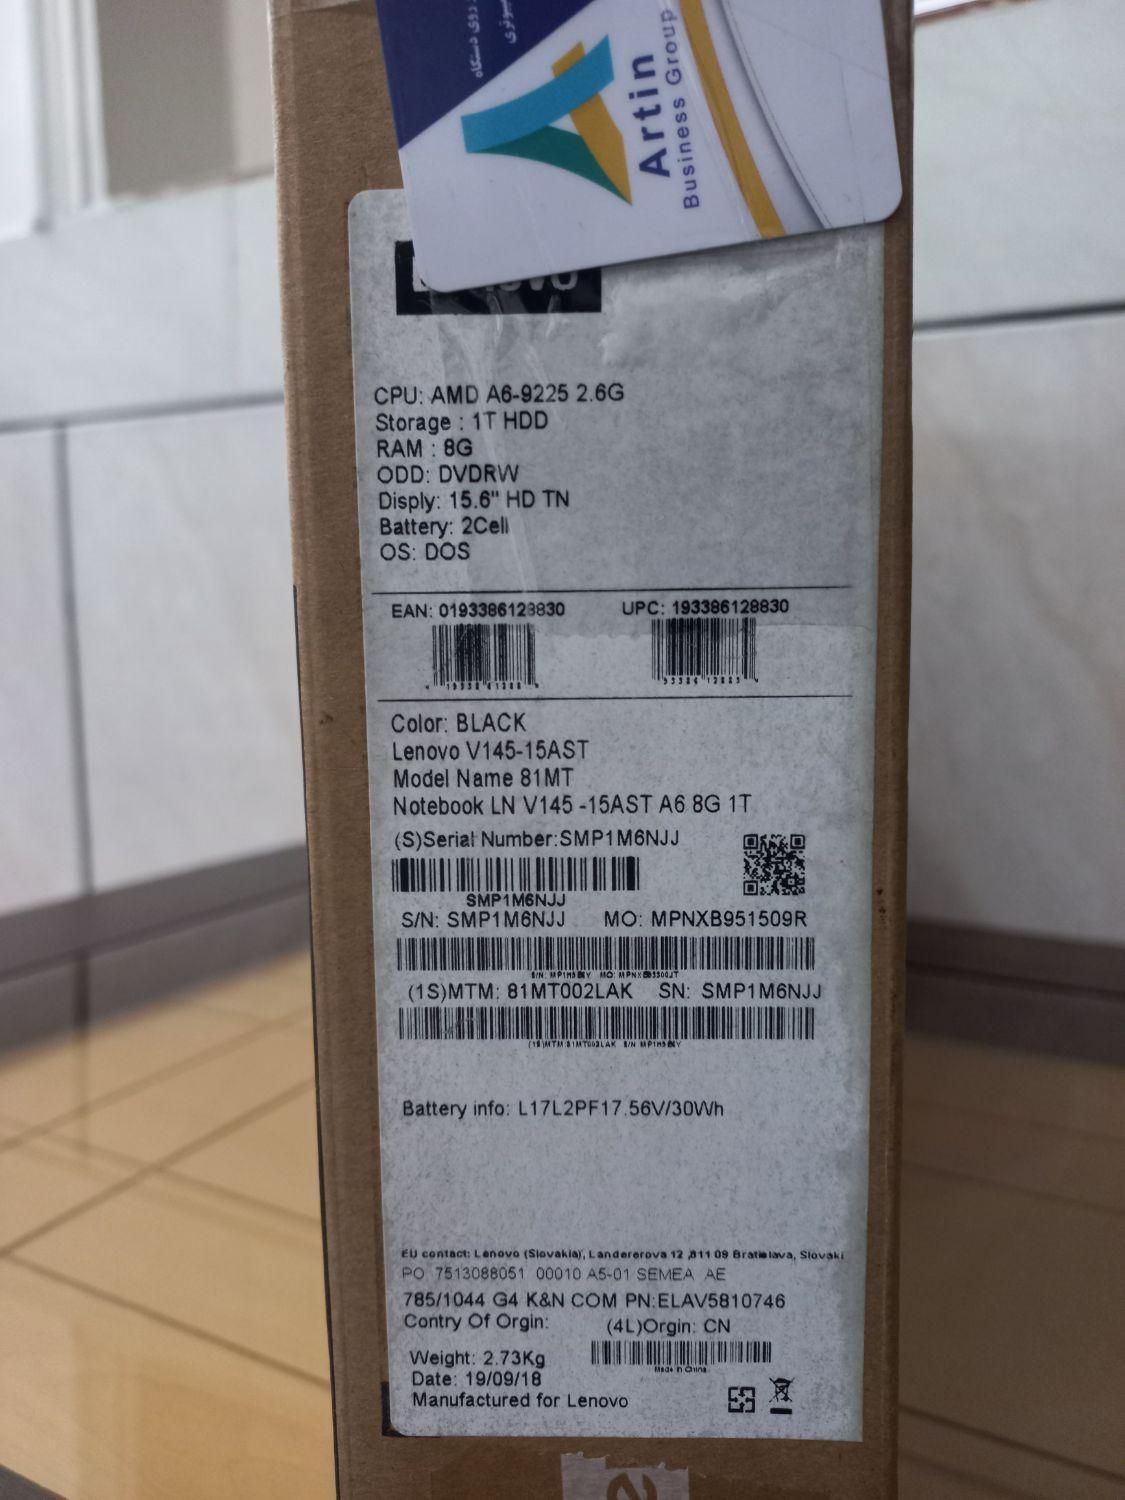 روی دستگاه
Artin
Business Group
CPU: AMD A6-9225 2.6G
Storage : 1T HDD
RAM : 8G
ODD: DVDRW
Disply: 15.6" HD TN
Battery: 2Cell
OS: DOS
EAN: 0193386128830 UPC: 193386128830
Color: BLACK
Lenovo V145-15AST
Model Name 81MT
Notebook LN V145 -15AST A6 8G 1T
(S)Serial Number:SMP1M6NJJ
SMP1M6NJJ
S/N: SMP1M6NJJ MO: MPNXB951509R
(1S)MTM: 81MT002LAK SN: SMP1M6NJJ
Battery info: L17L2PF17.56V/30Wh
EU contact: Lenovo (Slovakia), Landererova 12 ,811 09 Bratislava, Slovaki
PO 7513088051 00010 A5-01 SEMEA AE
785/1044 G4 K&N COM PN:ELAV5810746
Contry Of Orgin: (4L)Orgin: CN
Made in China
Weight: 2.73Kg
Date: 19/09/18
Manufactured for Lenovo